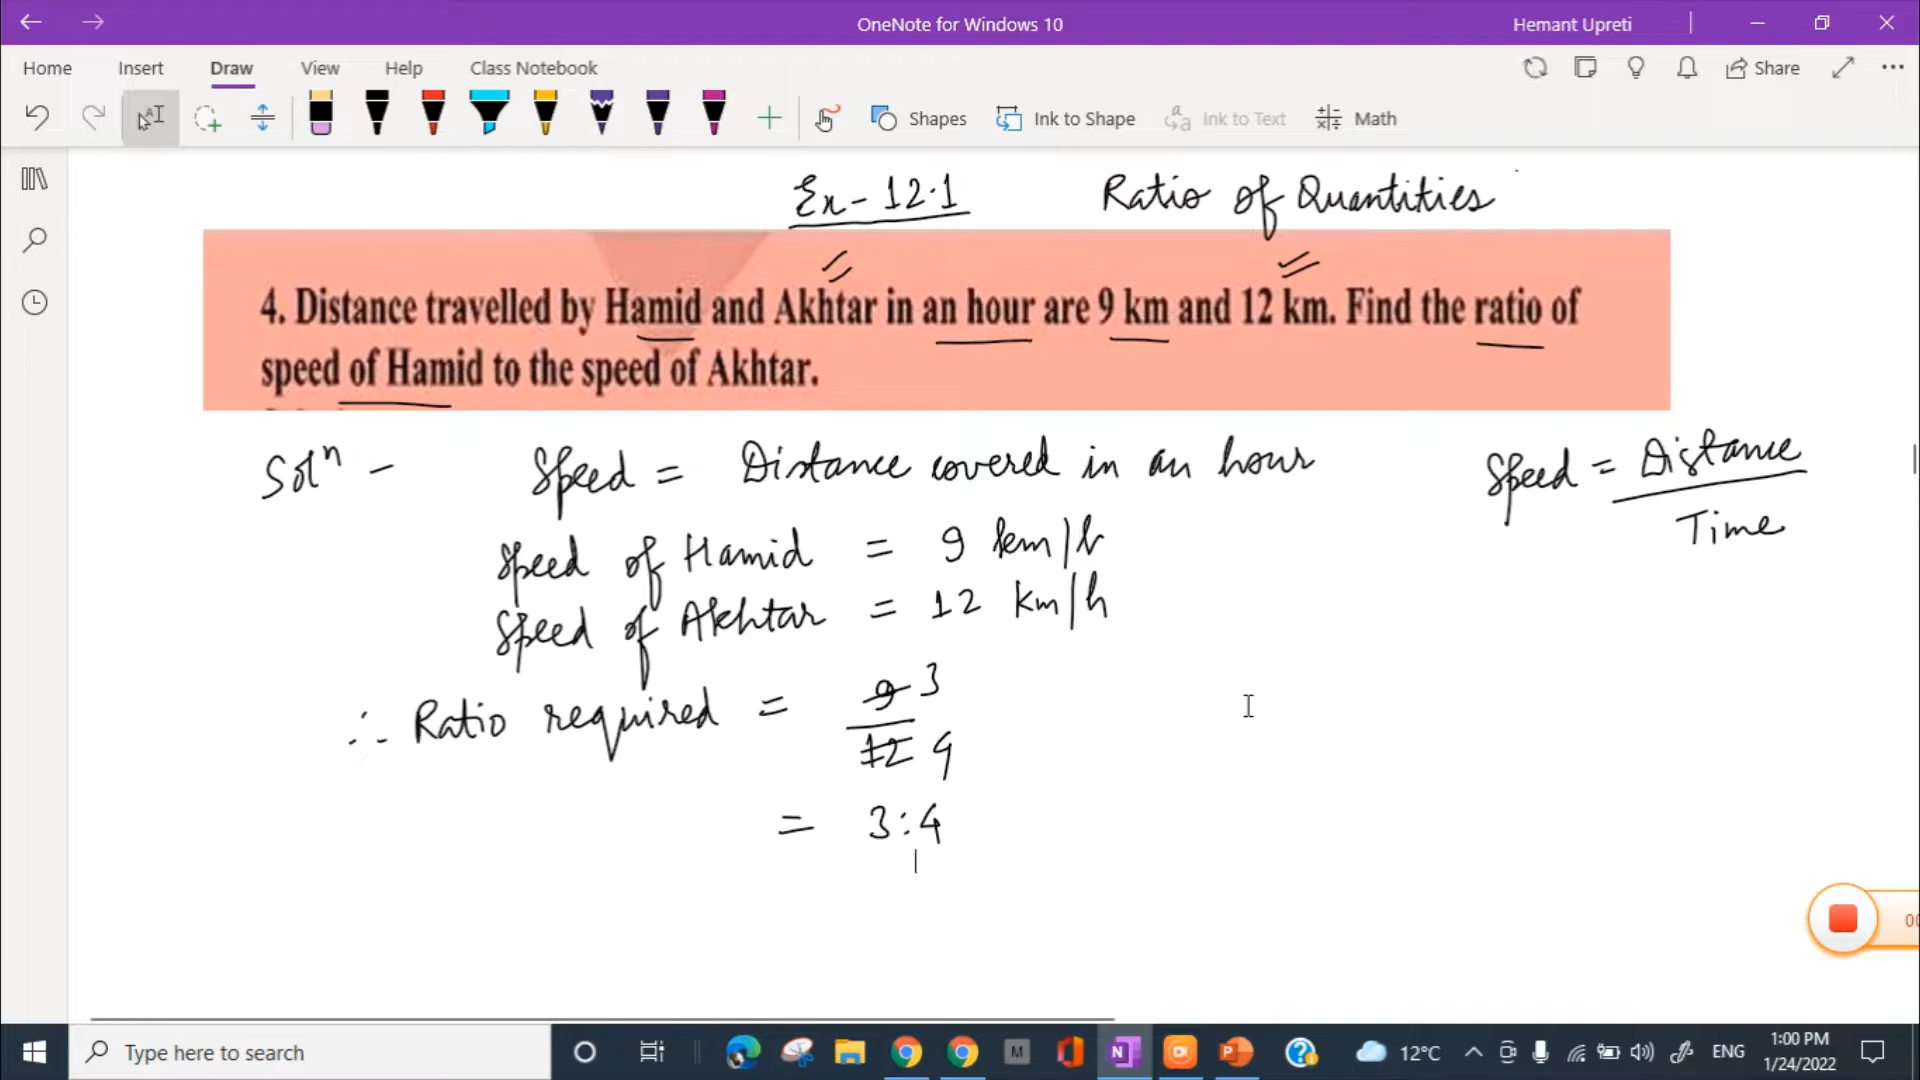 OneNote for Windows 10
Hemant Upreti
Home Insert Draw View Help Class Notebook
Share
Shapes Ink to Shape Ink to Text Math
Ex - 12.1 Ratio of Quantities
4. Distance travelled by Hamid and Akhtar in an hour are 9 km and 12 km. Find the ratio of
speed of Hamid to the speed of Akhtar.
Solⁿ - Speed = Distance covered in an hour
Speed = Distance
Time
Speed of Hamid = 9 km/h
Speed of Akhtar = 12 km/h
∴ Ratio required = 9 3
12 4
= 3:4
00
Type here to search
12°C
ENG
1:00 PM
1/24/2022